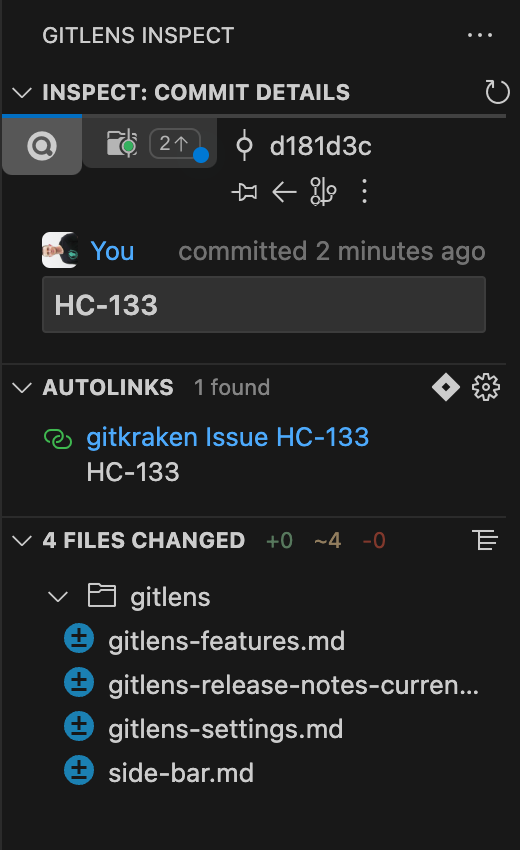 GITLENS INSPECT
INSPECT: COMMIT DETAILS
2↑ d181d3c
You committed 2 minutes ago
HC-133
AUTOLINKS 1 found
gitkraken Issue HC-133
HC-133
4 FILES CHANGED +0 ~4 -0
gitlens
gitlens-features.md
gitlens-release-notes-curren...
gitlens-settings.md
side-bar.md